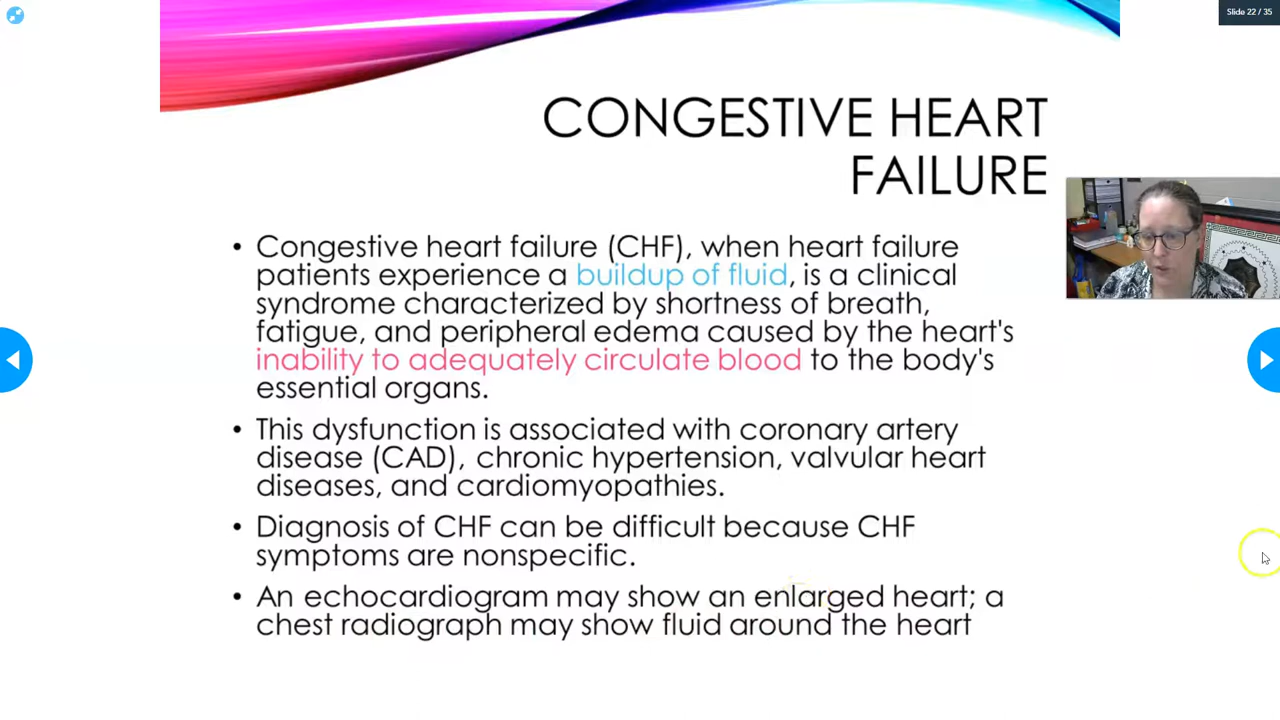 Slide 22 / 35
CONGESTIVE HEART
FAILURE
• Congestive heart failure (CHF), when heart failure
patients experience a buildup of fluid, is a clinical
syndrome characterized by shortness of breath,
fatigue, and peripheral edema caused by the heart's
inability to adequately circulate blood to the body's
essential organs.
• This dysfunction is associated with coronary artery
disease (CAD), chronic hypertension, valvular heart
diseases, and cardiomyopathies.
• Diagnosis of CHF can be difficult because CHF
symptoms are nonspecific.
• An echocardiogram may show an enlarged heart; a
chest radiograph may show fluid around the heart